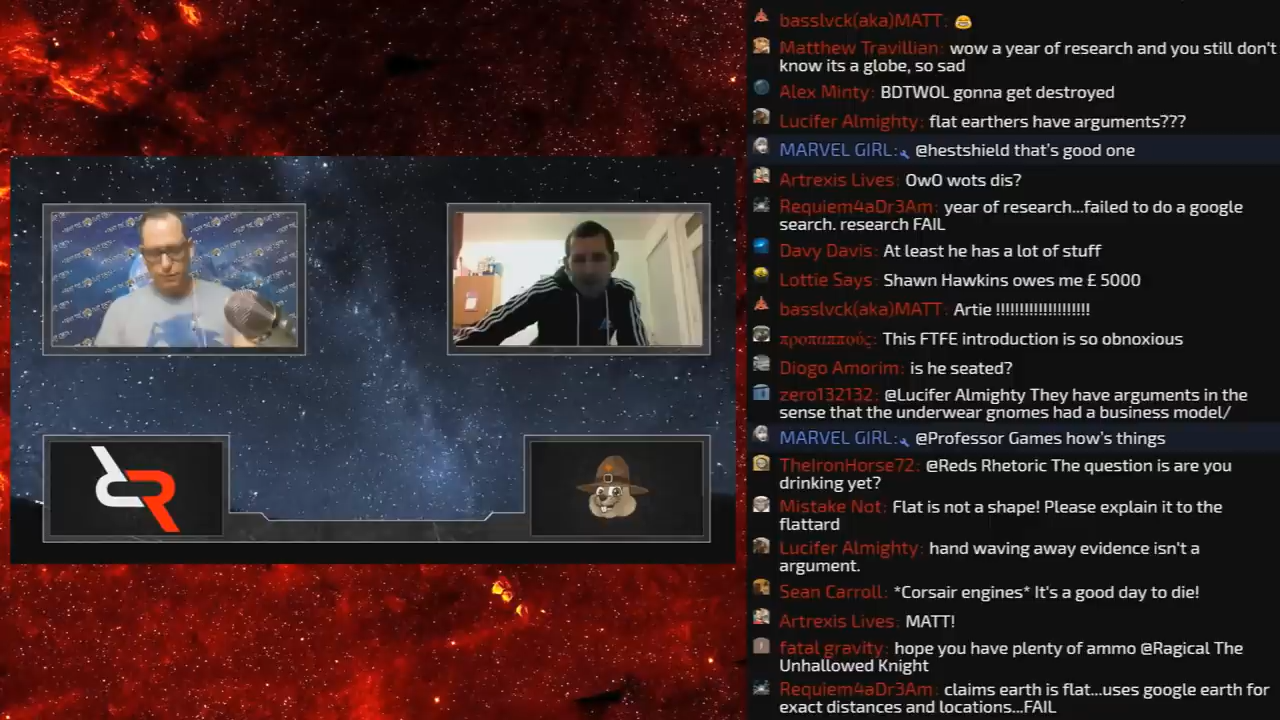 basslvck(aka)MATT: 😂
Matthew Travillian: wow a year of research and you still don't
know its a globe, so sad
Alex Minty: BDTWOL gonna get destroyed
Lucifer Almighty: flat earthers have arguments???
MARVEL GIRL: @hestshield that's good one
Artrexis Lives: OwO wots dis?
Requiem4aDr3Am: year of research...failed to do a google
search. research FAIL
Davy Davis: At least he has a lot of stuff
Lottie Says: Shawn Hawkins owes me £ 5000
basslvck(aka)MATT: Artie !!!!!!!!!!!!!!!!!!!!
προπαππούς: This FTFE introduction is so obnoxious
Diogo Amorim: is he seated?
zero132132: @Lucifer Almighty They have arguments in the
sense that the underwear gnomes had a business model/
MARVEL GIRL: @Professor Games how's things
TheIronHorse72: @Reds Rhetoric The question is are you
drinking yet?
Mistake Not: Flat is not a shape! Please explain it to the
flattard
Lucifer Almighty: hand waving away evidence isn't a
argument.
Sean Carroll: *Corsair engines* It's a good day to die!
Artrexis Lives: MATT!
fatal gravity: hope you have plenty of ammo @Ragical The
Unhallowed Knight
Requiem4aDr3Am: claims earth is flat...uses google earth for
exact distances and locations...FAIL